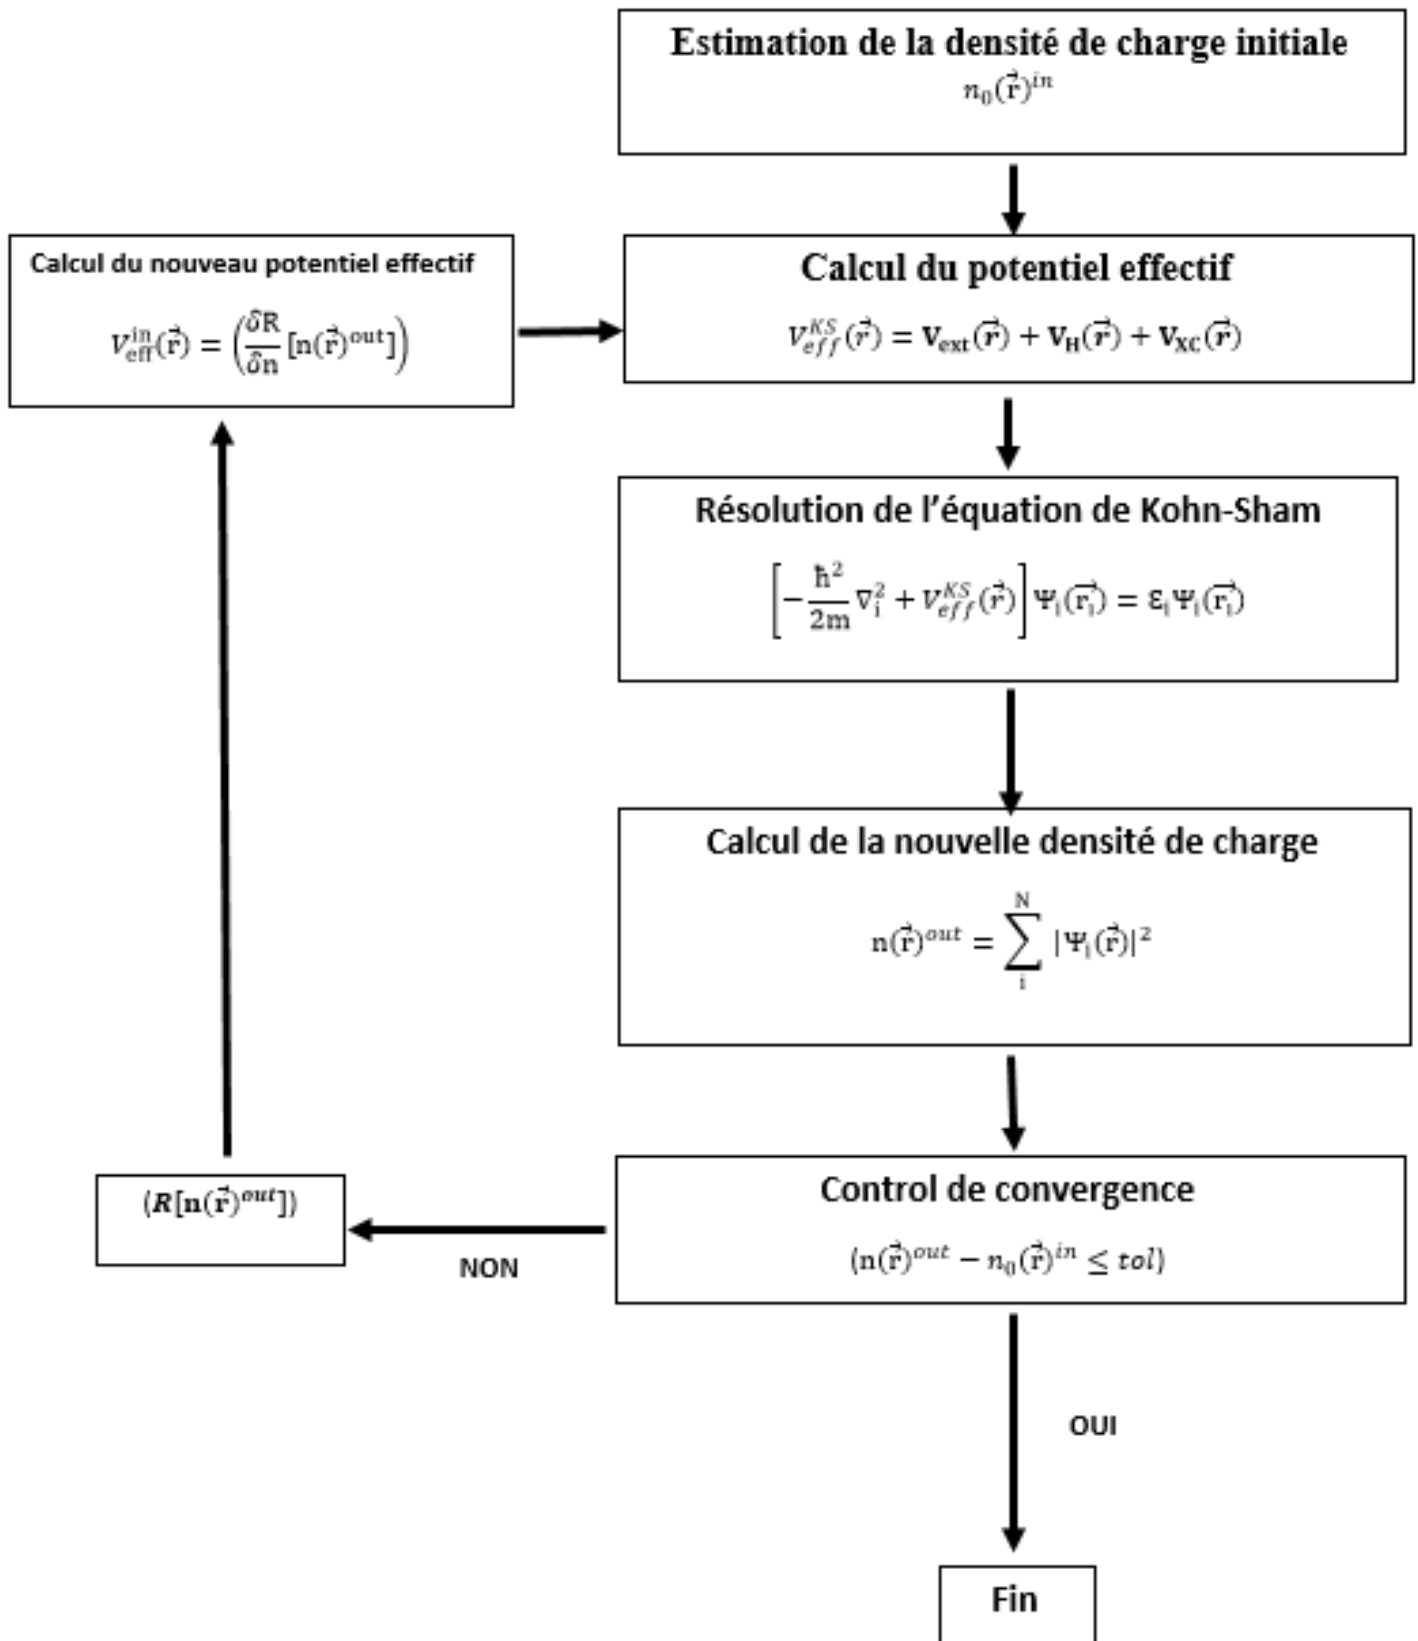 Estimation de la densité de charge initiale
n₀(r⃗)ⁱⁿ
Calcul du nouveau potentiel effectif
V_eff^in(r⃗) = (δR/δn [n(r⃗)^out])
Calcul du potentiel effectif
V_eff^KS(r⃗) = V_ext(r⃗) + V_H(r⃗) + V_XC(r⃗)
Résolution de l’équation de Kohn-Sham
[−ħ²/2m ∇ᵢ² + V_eff^KS(r⃗)] Ψᵢ(r⃗ᵢ) = Ɛᵢ Ψᵢ(r⃗ᵢ)
Calcul de la nouvelle densité de charge
n(r⃗)^out = ∑ᵢᴺ |Ψᵢ(r⃗)|²
Control de convergence
(n(r⃗)^out − n₀(r⃗)^in ≤ tol)
(R[n(r⃗)^out])
NON
OUI
Fin